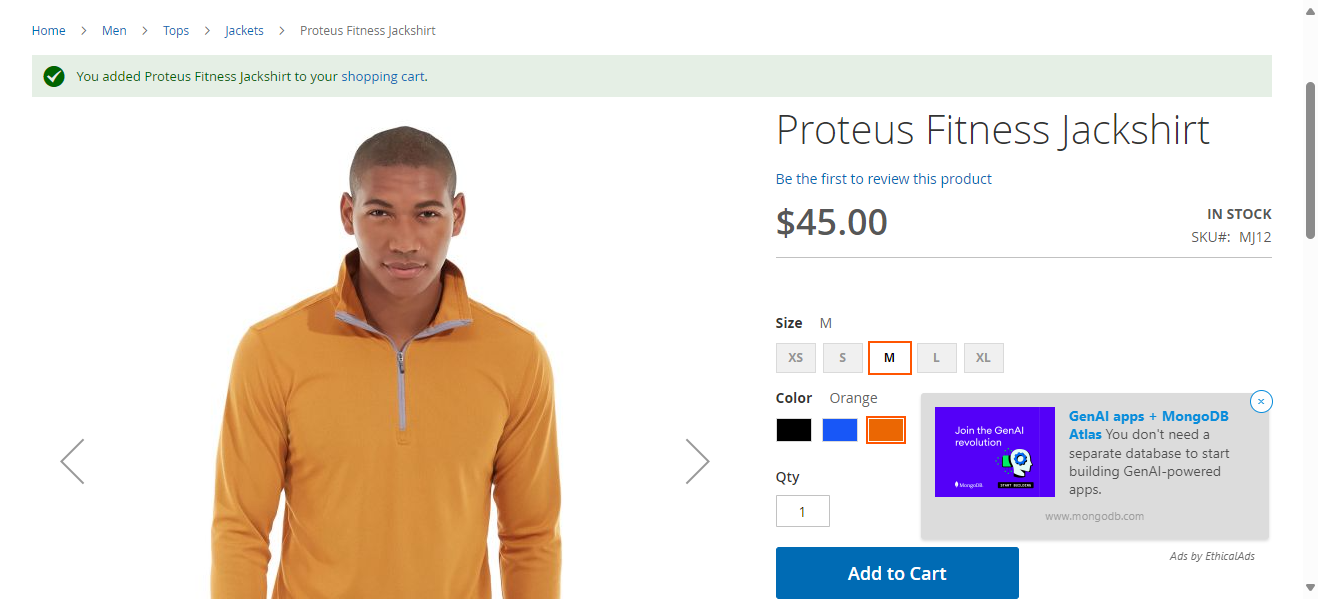 Home > Men > Tops > Jackets > Proteus Fitness Jackshirt
You added Proteus Fitness Jackshirt to your shopping cart.
Proteus Fitness Jackshirt
Be the first to review this product
$45.00
IN STOCK
SKU#: MJ12
Size M
XS S M L XL
Color Orange
Qty
1
Add to Cart
Join the GenAI
revolution
MongoDB
START BUILDING
GenAI apps + MongoDB
Atlas You don't need a
separate database to start
building GenAI-powered
apps.
www.mongodb.com
Ads by EthicalAds